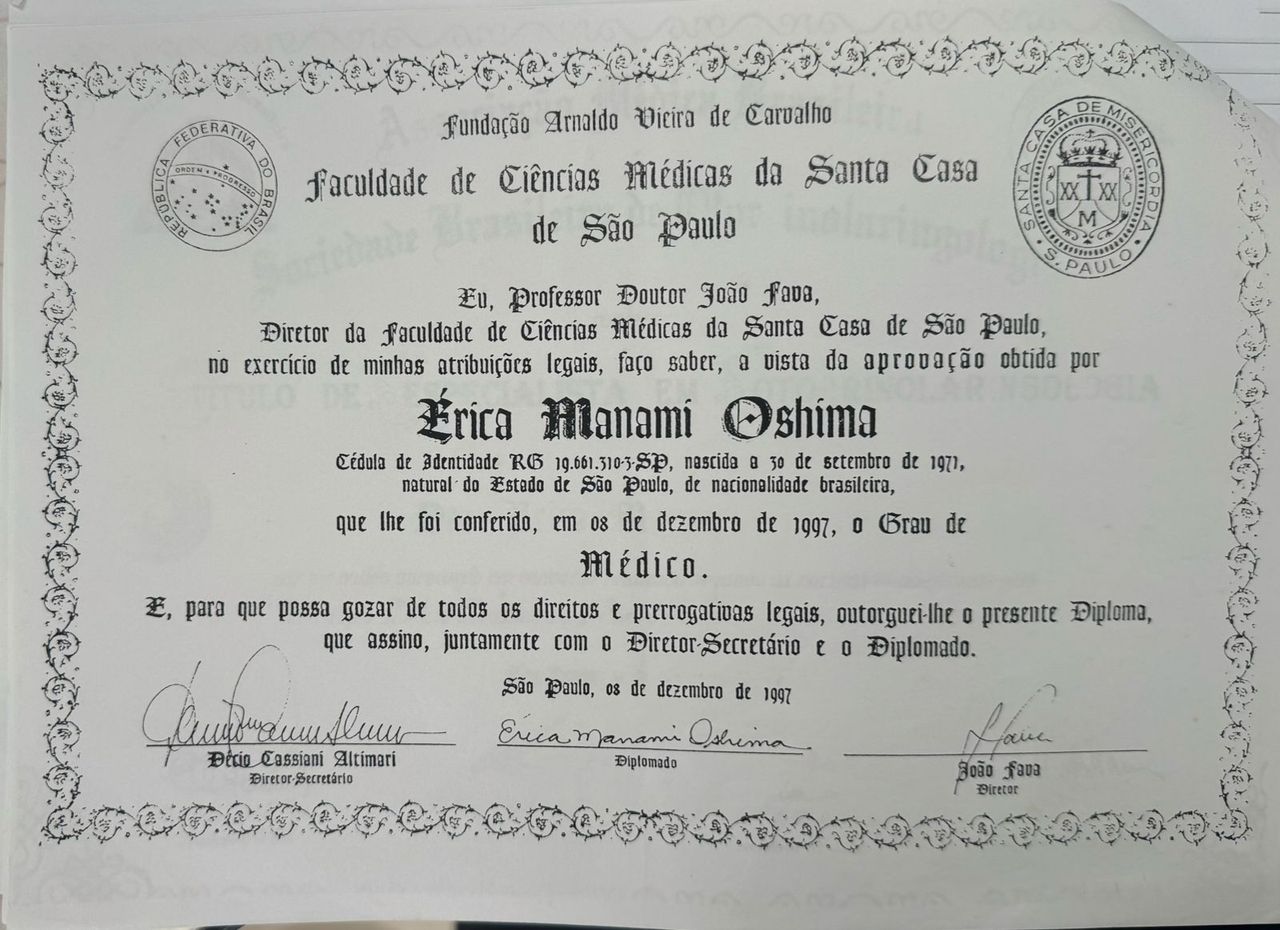 Fundação Arnaldo Vieira de Carvalho
Faculdade de Ciências Médicas da Santa Casa
de São Paulo
REPÚBLICA FEDERATIVA DO BRASIL
ORDEM E PROGRESSO
SANTA CASA DE MISERICORDIA
XX XX
M
S. PAULO
Eu, Professor Doutor João Fava,
Diretor da Faculdade de Ciências Médicas da Santa Casa de São Paulo,
no exercício de minhas atribuições legais, faço saber, a vista da aprovação obtida por
Érica Manami Oshima
Cédula de Identidade RG 19.661.310-3-SP, nascida a 30 de setembro de 1971,
natural do Estado de São Paulo, de nacionalidade brasileira,
que lhe foi conferido, em 08 de dezembro de 1997, o Grau de
Médico.
E, para que possa gozar de todos os direitos e prerrogativas legais, outorguei-lhe o presente Diploma,
que assino, juntamente com o Diretor-Secretário e o Diplomado.
São Paulo, 08 de dezembro de 1997
Érica Manami Oshima
Décio Cassiani Altimari
Diretor-Secretário
Diplomado
João Fava
Diretor